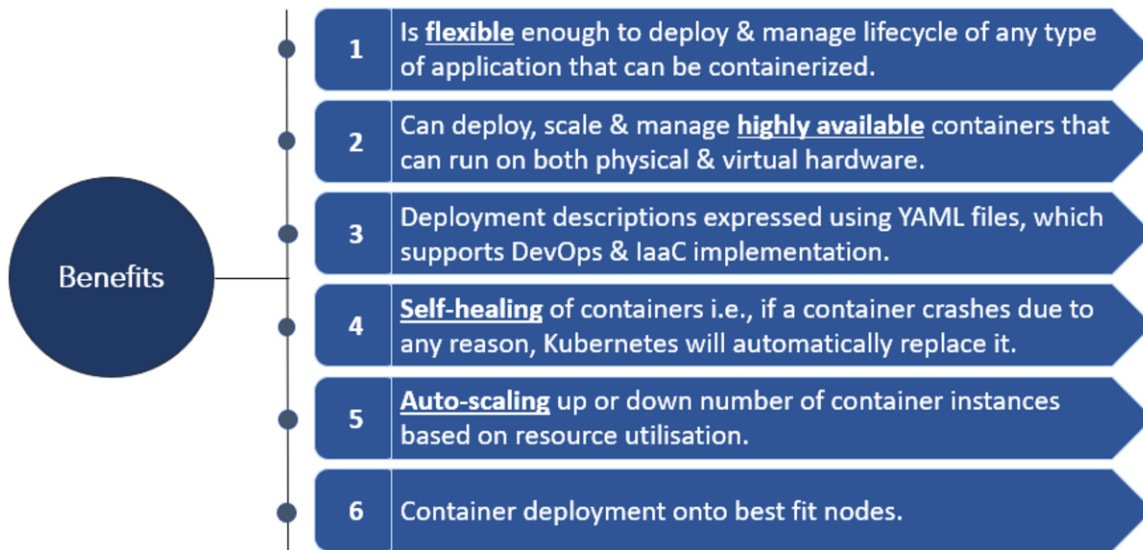 Benefits
1
Is flexible enough to deploy & manage lifecycle of any type
of application that can be containerized.
2
Can deploy, scale & manage highly available containers that
can run on both physical & virtual hardware.
3
Deployment descriptions expressed using YAML files, which
supports DevOps & IaaC implementation.
4
Self-healing of containers i.e., if a container crashes due to
any reason, Kubernetes will automatically replace it.
5
Auto-scaling up or down number of container instances
based on resource utilisation.
6
Container deployment onto best fit nodes.